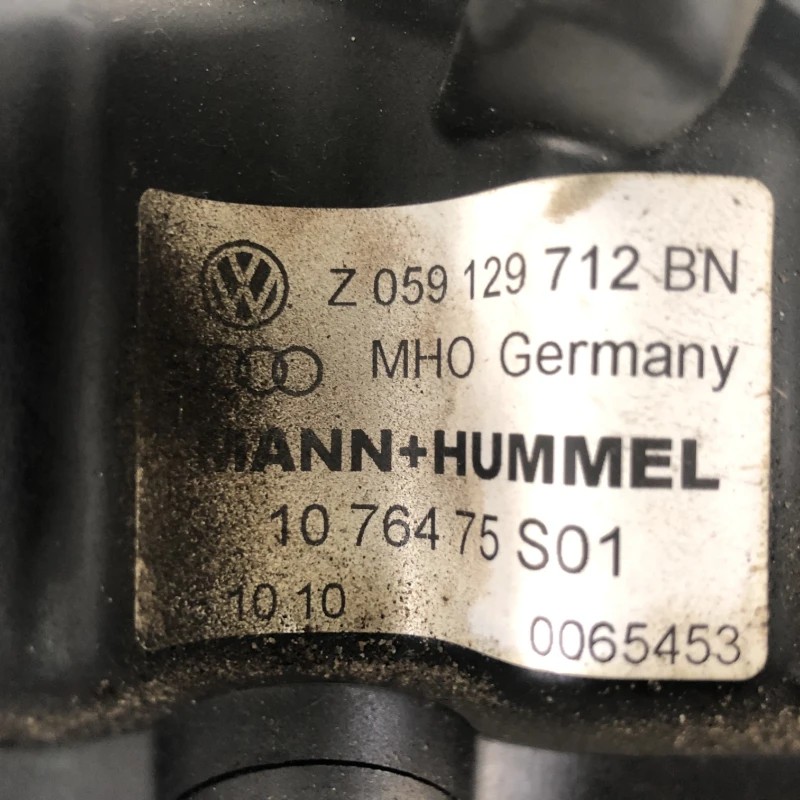 Z 059 129 712 BN
MHO Germany
MANN+HUMMEL
10 764 75 S01
10 10
0065453